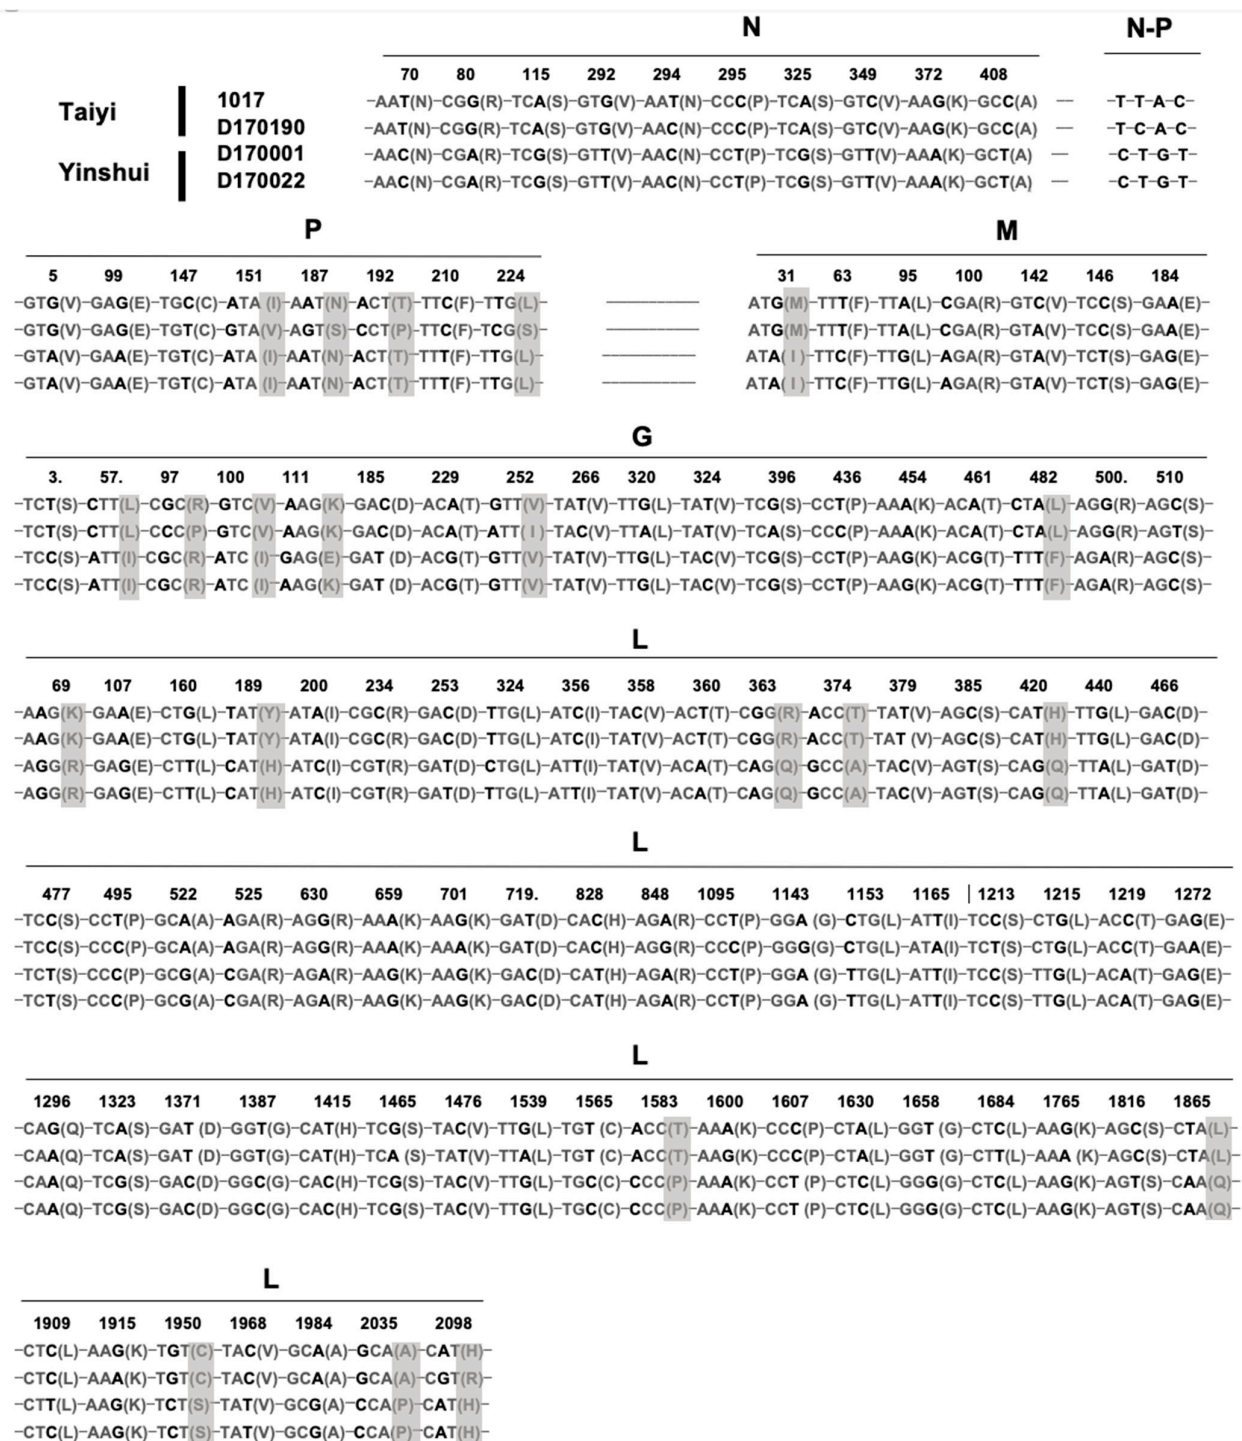 N N-P
70 80 115 292 294 295 325 349 372 408
Taiyi
1017 -AAT(N)-CGG(R)-TCA(S)-GTG(V)-AAT(N)-CCC(P)-TCA(S)-GTC(V)-AAG(K)-GCC(A) — -T-T-A-C-
D170190 -AAT(N)-CGG(R)-TCA(S)-GTG(V)-AAC(N)-CCC(P)-TCA(S)-GTC(V)-AAG(K)-GCC(A) — -T-C-A-C-
Yinshui
D170001 -AAC(N)-CGA(R)-TCG(S)-GTT(V)-AAC(N)-CCT(P)-TCG(S)-GTT(V)-AAA(K)-GCT(A) — -C-T-G-T-
D170022 -AAC(N)-CGA(R)-TCG(S)-GTT(V)-AAC(N)-CCT(P)-TCG(S)-GTT(V)-AAA(K)-GCT(A) — -C-T-G-T-
P M
5 99 147 151 187 192 210 224 31 63 95 100 142 146 184
-GTG(V)-GAG(E)-TGC(C)-ATA(I)-AAT(N)-ACT(T)-TTC(F)-TTG(L)- ATG(M)-TTT(F)-TTA(L)-CGA(R)-GTC(V)-TCC(S)-GAA(E)-
-GTG(V)-GAG(E)-TGT(C)-GTA(V)-AGT(S)-CCT(P)-TTC(F)-TCG(S)- ATG(M)-TTT(F)-TTA(L)-CGA(R)-GTA(V)-TCC(S)-GAA(E)-
-GTA(V)-GAA(E)-TGT(C)-ATA(I)-AAT(N)-ACT(T)-TTT(F)-TTG(L)- ATA(I)-TTC(F)-TTG(L)-AGA(R)-GTA(V)-TCT(S)-GAG(E)-
-GTA(V)-GAA(E)-TGT(C)-ATA(I)-AAT(N)-ACT(T)-TTT(F)-TTG(L)- ATA(I)-TTC(F)-TTG(L)-AGA(R)-GTA(V)-TCT(S)-GAG(E)-
G
3. 57. 97 100 111 185 229 252 266 320 324 396 436 454 461 482 500. 510
-TCT(S)-CTT(L)-CGC(R)-GTC(V)-AAG(K)-GAC(D)-ACA(T)-GTT(V)-TAT(V)-TTG(L)-TAT(V)-TCG(S)-CCT(P)-AAA(K)-ACA(T)-CTA(L)-AGG(R)-AGC(S)-
-TCT(S)-CTT(L)-CCC(P)-GTC(V)-AAG(K)-GAC(D)-ACA(T)-ATT(I)-TAC(V)-TTA(L)-TAT(V)-TCA(S)-CCC(P)-AAA(K)-ACA(T)-CTA(L)-AGG(R)-AGT(S)-
-TCC(S)-ATT(I)-CGC(R)-ATC(I)-GAG(E)-GAT (D)-ACG(T)-GTT(V)-TAT(V)-TTG(L)-TAC(V)-TCG(S)-CCT(P)-AAG(K)-ACG(T)-TTT(F)-AGA(R)-AGC(S)-
-TCC(S)-ATT(I)-CGC(R)-ATC(I)-AAG(K)-GAT (D)-ACG(T)-GTT(V)-TAT(V)-TTG(L)-TAC(V)-TCG(S)-CCT(P)-AAG(K)-ACG(T)-TTT(F)-AGA(R)-AGC(S)-
L
69 107 160 189 200 234 253 324 356 358 360 363 374 379 385 420 440 466
-AAG(K)-GAA(E)-CTG(L)-TAT(Y)-ATA(I)-CGC(R)-GAC(D)-TTG(L)-ATC(I)-TAC(V)-ACT(T)-CGG(R)-ACC(T)-TAT(V)-AGC(S)-CAT(H)-TTG(L)-GAC(D)-
-AAG(K)-GAA(E)-CTG(L)-TAT(Y)-ATA(I)-CGC(R)-GAC(D)-TTG(L)-ATC(I)-TAT(V)-ACT(T)-CGG(R)-ACC(T)-TAT (V)-AGC(S)-CAT(H)-TTG(L)-GAC(D)-
-AGG(R)-GAG(E)-CTT(L)-CAT(H)-ATC(I)-CGT(R)-GAT(D)-CTG(L)-ATT(I)-TAT(V)-ACA(T)-CAG(Q)-GCC(A)-TAC(V)-AGT(S)-CAG(Q)-TTA(L)-GAT(D)-
-AGG(R)-GAG(E)-CTT(L)-CAT(H)-ATC(I)-CGT(R)-GAT(D)-TTG(L)-ATT(I)-TAT(V)-ACA(T)-CAG(Q)-GCC(A)-TAC(V)-AGT(S)-CAG(Q)-TTA(L)-GAT(D)-
L
477 495 522 525 630 659 701 719. 828 848 1095 1143 1153 1165 | 1213 1215 1219 1272
-TCC(S)-CCT(P)-GCA(A)-AGA(R)-AGG(R)-AAA(K)-AAG(K)-GAT(D)-CAC(H)-AGA(R)-CCT(P)-GGA (G)-CTG(L)-ATT(I)-TCC(S)-CTG(L)-ACC(T)-GAG(E)-
-TCC(S)-CCC(P)-GCA(A)-AGA(R)-AGG(R)-AAA(K)-AAA(K)-GAT(D)-CAC(H)-AGG(R)-CCC(P)-GGG(G)-CTG(L)-ATA(I)-TCT(S)-CTG(L)-ACC(T)-GAA(E)-
-TCT(S)-CCC(P)-GCG(A)-CGA(R)-AGA(R)-AAG(K)-AAG(K)-GAC(D)-CAT(H)-AGA(R)-CCT(P)-GGA (G)-TTG(L)-ATT(I)-TCC(S)-TTG(L)-ACA(T)-GAG(E)-
-TCT(S)-CCC(P)-GCG(A)-CGA(R)-AGA(R)-AAG(K)-AAG(K)-GAC(D)-CAT(H)-AGA(R)-CCT(P)-GGA (G)-TTG(L)-ATT(I)-TCC(S)-TTG(L)-ACA(T)-GAG(E)-
L
1296 1323 1371 1387 1415 1465 1476 1539 1565 1583 1600 1607 1630 1658 1684 1765 1816 1865
-CAG(Q)-TCA(S)-GAT (D)-GGT(G)-CAT(H)-TCG(S)-TAC(V)-TTG(L)-TGT (C)-ACC(T)-AAA(K)-CCC(P)-CTA(L)-GGT (G)-CTC(L)-AAG(K)-AGC(S)-CTA(L)-
-CAA(Q)-TCA(S)-GAT (D)-GGT(G)-CAT(H)-TCA (S)-TAT(V)-TTA(L)-TGT (C)-ACC(T)-AAG(K)-CCC(P)-CTA(L)-GGT (G)-CTT(L)-AAA (K)-AGC(S)-CTA(L)-
-CAA(Q)-TCG(S)-GAC(D)-GGC(G)-CAC(H)-TCG(S)-TAC(V)-TTG(L)-TGC(C)-CCC(P)-AAA(K)-CCT (P)-CTC(L)-GGG(G)-CTC(L)-AAG(K)-AGT(S)-CAA(Q)-
-CAA(Q)-TCG(S)-GAC(D)-GGC(G)-CAC(H)-TCG(S)-TAC(V)-TTG(L)-TGC(C)-CCC(P)-AAA(K)-CCT (P)-CTC(L)-GGG(G)-CTC(L)-AAG(K)-AGT(S)-CAA(Q)-
L
1909 1915 1950 1968 1984 2035 2098
-CTC(L)-AAG(K)-TGT(C)-TAC(V)-GCA(A)-GCA(A)-CAT(H)-
-CTC(L)-AAA(K)-TGT(C)-TAC(V)-GCA(A)-GCA(A)-CGT(R)-
-CTT(L)-AAG(K)-TCT(S)-TAT(V)-GCG(A)-CCA(P)-CAT(H)-
-CTC(L)-AAG(K)-TCT(S)-TAT(V)-GCG(A)-CCA(P)-CAT(H)-